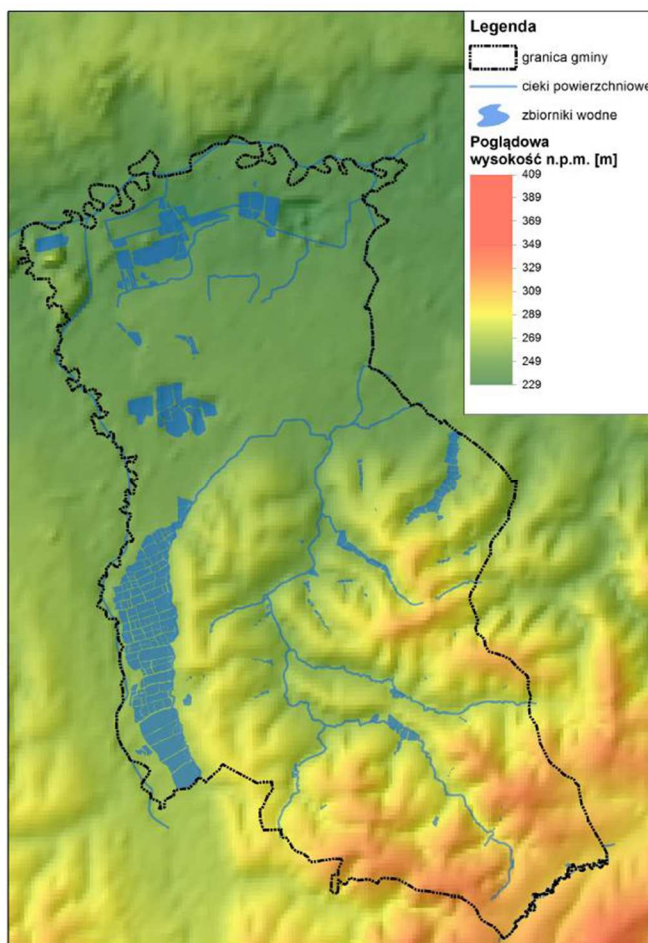 Legenda
granica gminy
cieki powierzchniowe
zbiorniki wodne
Poglądowa
wysokość n.p.m. [m]
409
389
369
349
329
309
289
269
249
229